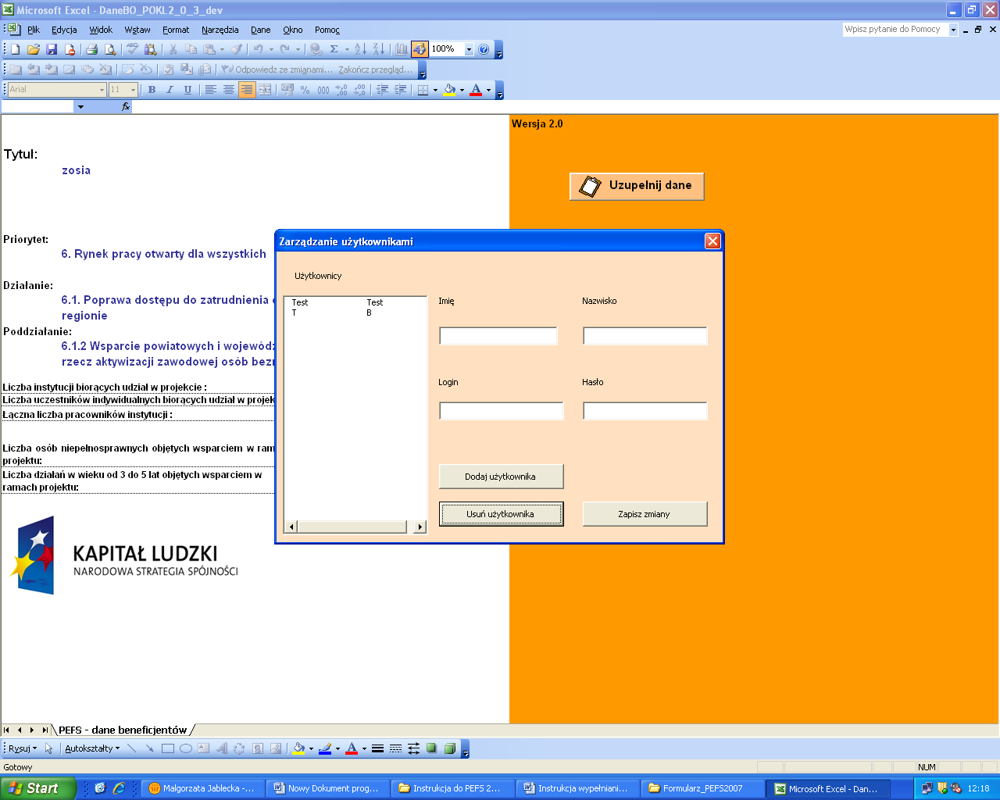 Microsoft Excel - DaneBO_POKL2_0_3_dev
Plik Edycja Widok Wstaw Format Narzędzia Dane Okno Pomoc
Wpisz pytanie do Pomocy
100%
Odpowiedz ze zmianami... Zakończ przegląd...
Arial 11 B I U % 000
fx
Wersja 2.0
Tytuł:
zosia
Uzupełnij dane
Priorytet:
6. Rynek pracy otwarty dla wszystkich
Działanie:
6.1. Poprawa dostępu do zatrudnienia
regionie
Poddziałanie:
6.1.2 Wsparcie powiatowych i wojewódz
rzecz aktywizacji zawodowej osób
Liczba instytucji biorących udział w projekcie :
Liczba uczestników indywidualnych biorących udział w projek
Łączna liczba pracowników instytucji :
Liczba osób niepełnosprawnych objętych wsparciem w ram
projektu:
Liczba działań w wieku od 3 do 5 lat objętych wsparciem w
ramach projektu:
KAPITAŁ LUDZKI
NARODOWA STRATEGIA SPÓJNOŚCI
Zarządzanie użytkownikami
Użytkownicy
Test Test
T B
Imię Nazwisko
Login Hasło
Dodaj użytkownika
Usuń użytkownika Zapisz zmiany
PEFS - dane beneficjentów
Rysuj Autokształty
Gotowy
NUM
Start
Malgorzata Jablecka -...
Nowy Dokument prog...
Instrukcja do PEFS 2...
Instrukcja wypełniani...
Formularz_PEFS2007
Microsoft Excel - Dan...
12:18